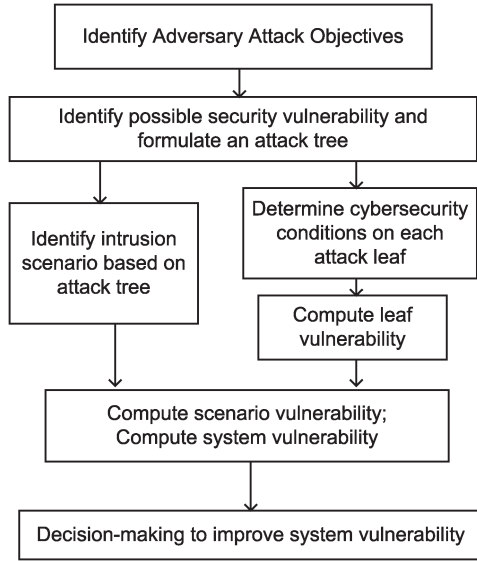 Identify Adversary Attack Objectives
Identify possible security vulnerability and
formulate an attack tree
Identify intrusion
scenario based on
attack tree
Determine cybersecurity
conditions on each
attack leaf
Compute leaf
vulnerability
Compute scenario vulnerability;
Compute system vulnerability
Decision-making to improve system vulnerability